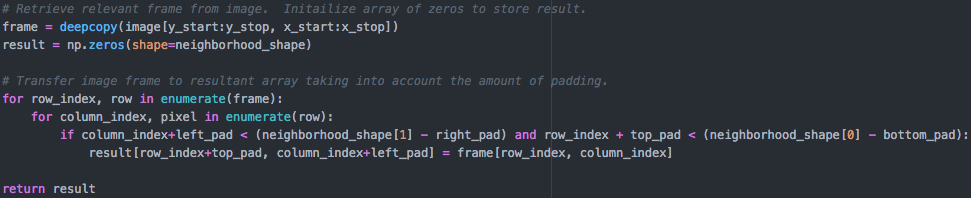 # Retrieve relevant frame from image.  Initailize array of zeros to store result.
frame = deepcopy(image[y_start:y_stop, x_start:x_stop])
result = np.zeros(shape=neighborhood_shape)

# Transfer image frame to resultant array taking into account the amount of padding.
for row_index, row in enumerate(frame):
    for column_index, pixel in enumerate(row):
        if column_index+left_pad < (neighborhood_shape[1] - right_pad) and row_index + top_pad < (neighborhood_shape[0] - bottom_pad):
            result[row_index+top_pad, column_index+left_pad] = frame[row_index, column_index]

return result